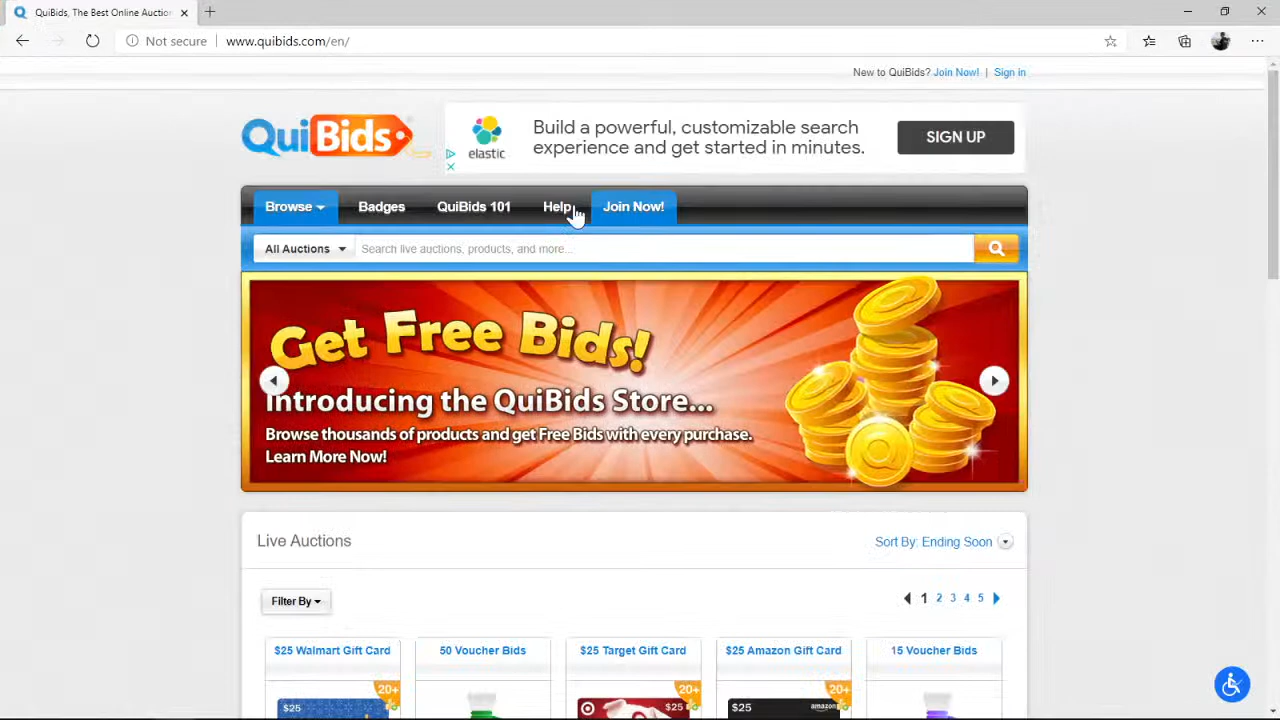 QuiBids, The Best Online Auction
Not secure www.quibids.com/en/
New to QuiBids? Join Now! | Sign in
QuiBids
elastic
Build a powerful, customizable search
experience and get started in minutes.
SIGN UP
Browse Badges QuiBids 101 Help Join Now!
All Auctions Search live auctions, products, and more...
Get Free Bids!
Introducing the QuiBids Store...
Browse thousands of products and get Free Bids with every purchase.
Learn More Now!
Live Auctions
Sort By: Ending Soon
Filter By
1 2 3 4 5
$25 Walmart Gift Card 50 Voucher Bids $25 Target Gift Card $25 Amazon Gift Card 15 Voucher Bids
20+ 20+ 20+
$25 $25 $25 amazon